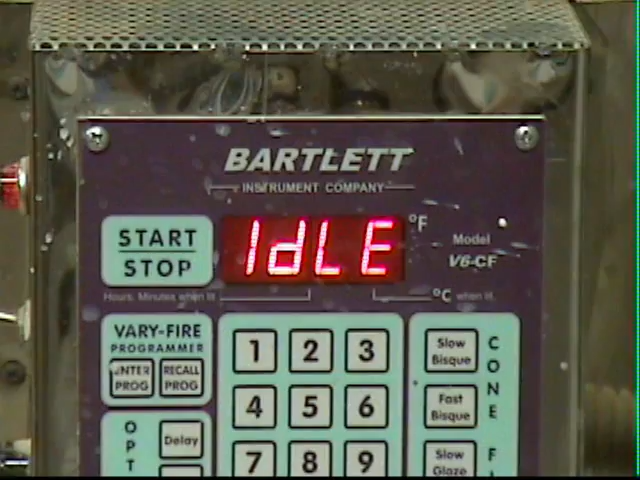 BARTLETT
INSTRUMENT COMPANY
START
STOP
IdLE
°F
Model
V6-CF
Hours. Minutes when lit
°C when lit.
VARY-FIRE
PROGRAMMER
ENTER
PROG
RECALL
PROG
1 2 3
4 5 6
7 8 9
Slow
Bisque
Fast
Bisque
Slow
Glaze
CONE
Delay